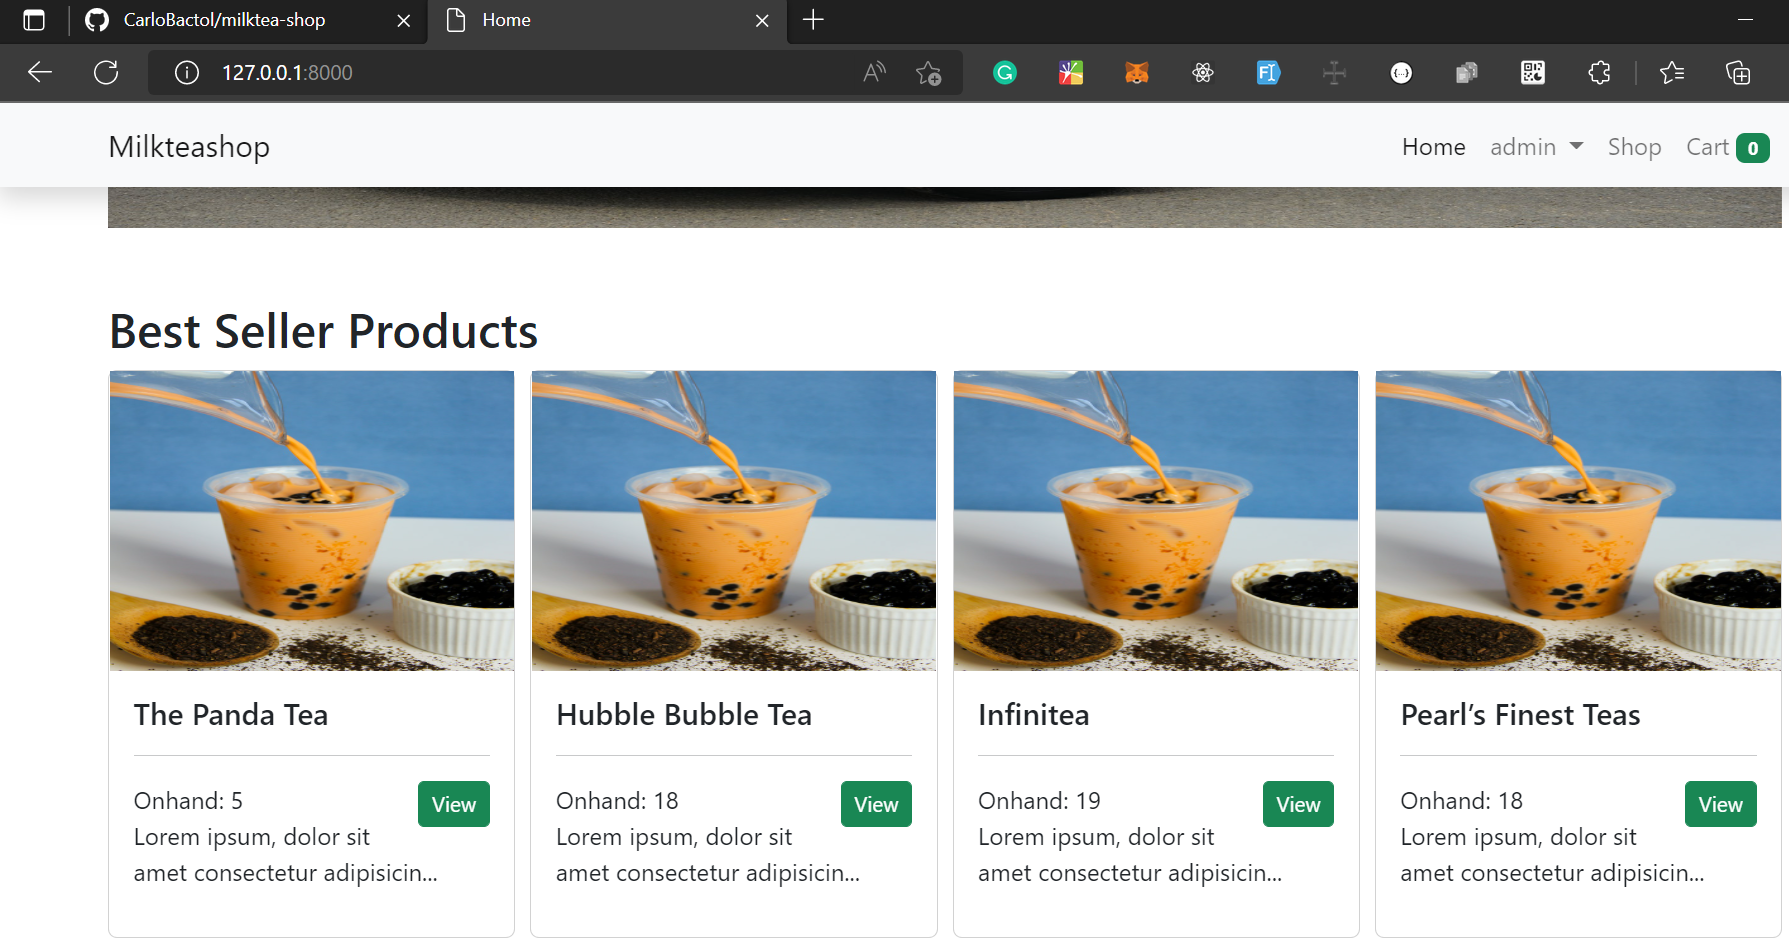 CarloBactol/milktea-shop
Home
127.0.0.1:8000
Milkteashop
Home admin Shop Cart 0
Best Seller Products
The Panda Tea
Onhand: 5
View
Lorem ipsum, dolor sit
amet consectetur adipisicin...
Hubble Bubble Tea
Onhand: 18
View
Lorem ipsum, dolor sit
amet consectetur adipisicin...
Infinitea
Onhand: 19
View
Lorem ipsum, dolor sit
amet consectetur adipisicin...
Pearl’s Finest Teas
Onhand: 18
View
Lorem ipsum, dolor sit
amet consectetur adipisicin...